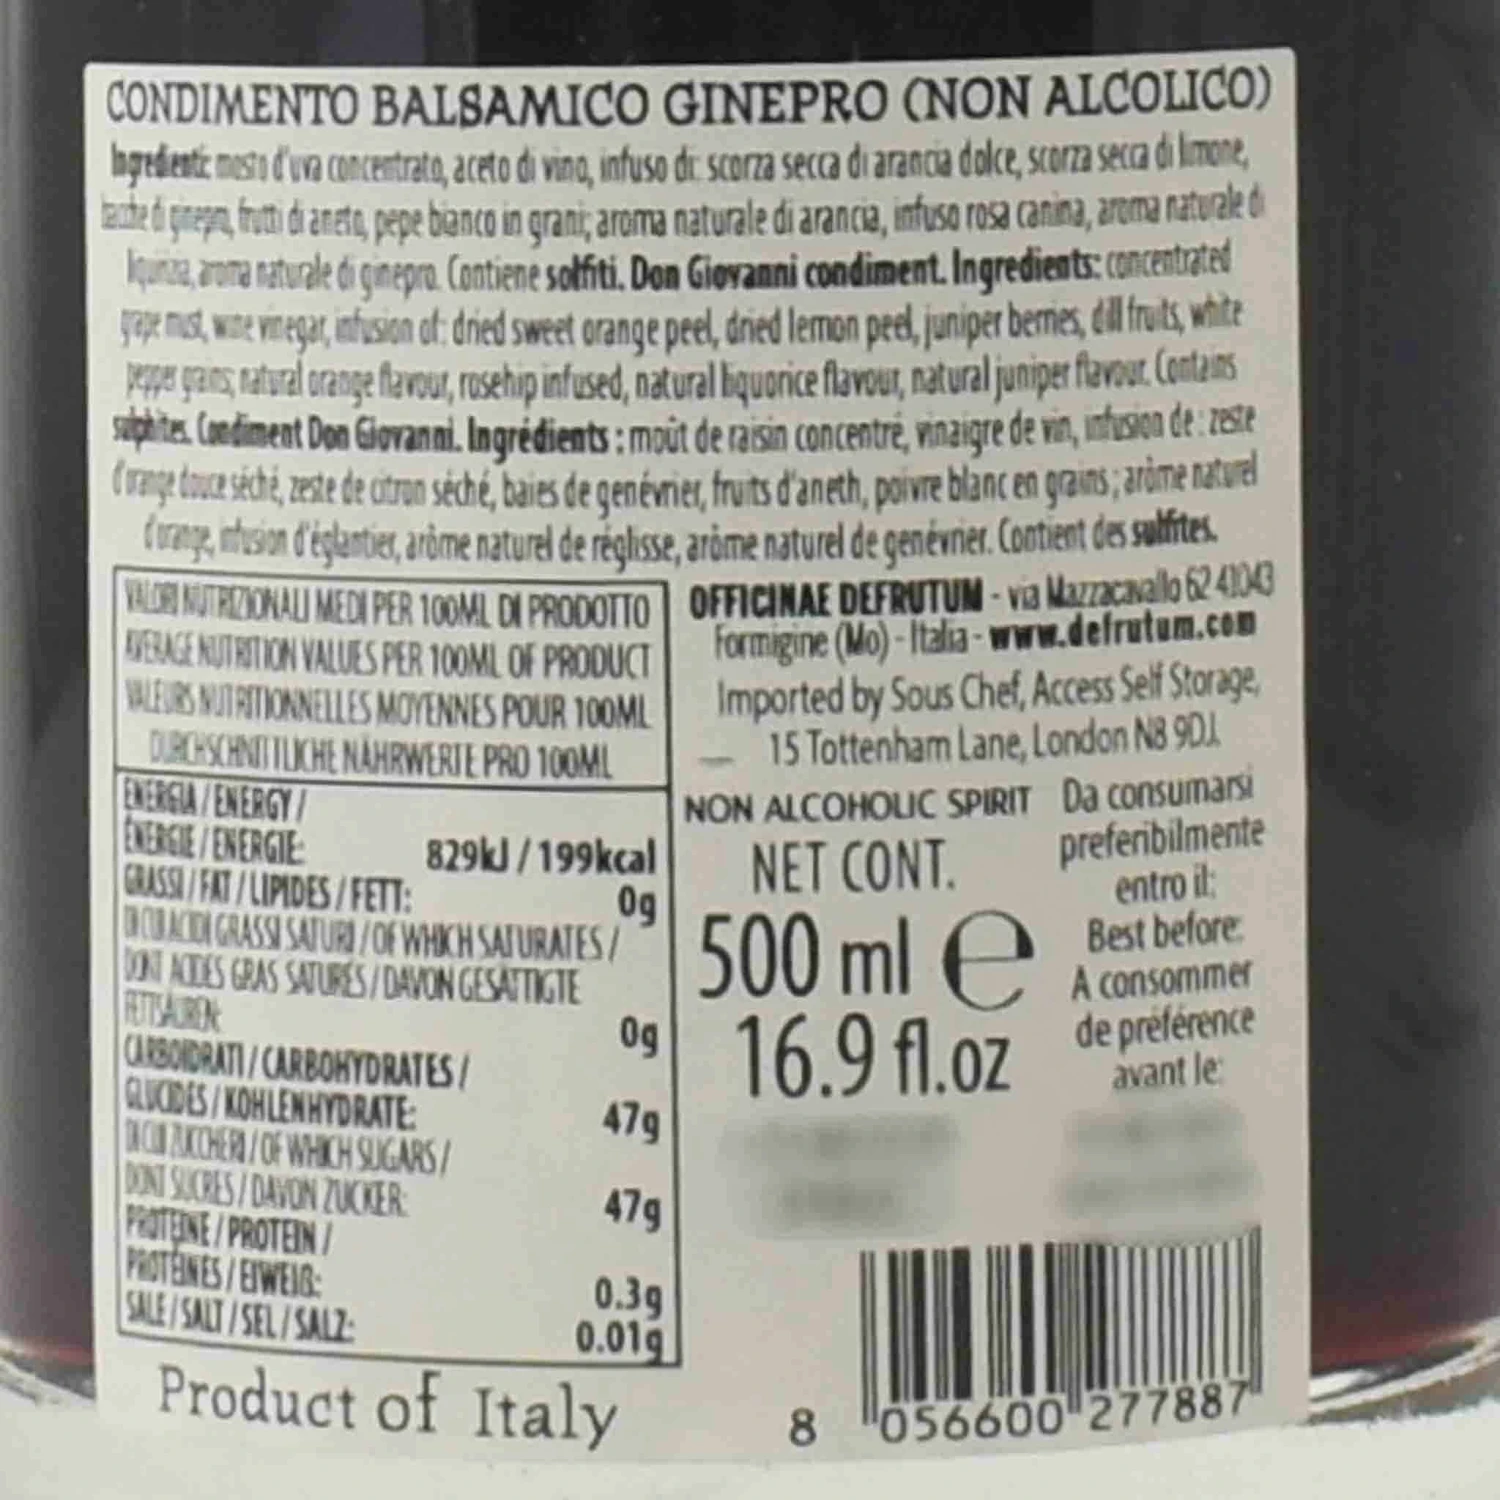 CONDIMENTO BALSAMICO GINEPRO (NON ALCOLICO)
Ingredienti: mosto d'uva concentrato, aceto di vino, infuso di: scorza secca di arancia dolce, scorza secca di limone,
bacche di ginepro, frutti di aneto, pepe bianco in grani; aroma naturale di arancia, infuso rosa canina, aroma naturale di
liquirizia, aroma naturale di ginepro. Contiene solfiti. Don Giovanni condiment. Ingredients: concentrated
grape must, wine vinegar, infusion of: dried sweet orange peel, dried lemon peel, juniper berries, dill fruits, white
pepper grains; natural orange flavour, rosehip infused, natural liquorice flavour, natural juniper flavour. Contains
sulphites. Condiment Don Giovanni. Ingrédients : moût de raisin concentré, vinaigre de vin, infusion de : zeste
d'orange douce séché, zeste de citron séché, baies de genévrier, fruits d'aneth, poivre blanc en grains ; arôme naturel
d'orange, infusion d'églantier, arôme naturel de réglisse, arôme naturel de genévrier. Contient des sulfites.
VALORI NUTRIZIONALI MEDI PER 100ML DI PRODOTTO
AVERAGE NUTRITION VALUES PER 100ML OF PRODUCT
VALEURS NUTRITIONNELLES MOYENNES POUR 100ML
DURCHSCHNITTLICHE NÄHRWERTE PRO 100ML
ENERGIA / ENERGY /
ÉNERGIE / ENERGIE: 829kJ / 199kcal
GRASSI / FAT / LIPIDES / FETT: 0g
DI CUI ACIDI GRASSI SATURI / OF WHICH SATURATES /
DONT ACIDES GRAS SATURÉS / DAVON GESÄTTIGTE
FETTSÄUREN: 0g
CARBOIDRATI / CARBOHYDRATES /
GLUCIDES / KOHLENHYDRATE: 47g
DI CUI ZUCCHERI / OF WHICH SUGARS /
DONT SUCRES / DAVON ZUCKER: 47g
PROTEINE / PROTEIN /
PROTÉINES / EIWEIß: 0.3g
SALE / SALT / SEL / SALZ: 0.01g
Product of Italy
OFFICINAE DEFRUTUM - via Mazzacavallo 62 41043
Formigine (Mo) - Italia - www.defrutum.com
Imported by Sous Chef, Access Self Storage,
15 Tottenham Lane, London N8 9DJ.
NON ALCOHOLIC SPIRIT
NET CONT.
500 ml e
16.9 fl.oz
Da consumarsi
preferibilmente
entro il:
Best before:
A consommer
de préférence
avant le:
8 056600 277887